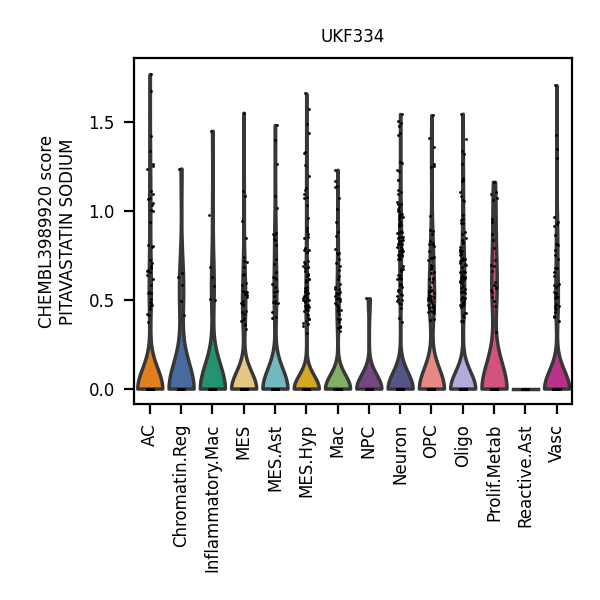 UKF334
CHEMBL3989920 score
PITAVASTATIN SODIUM
1.5
1.0
0.5
0.0
AC
Chromatin.Reg
Inflammatory.Mac
MES
MES.Ast
MES.Hyp
Mac
NPC
Neuron
OPC
Oligo
Prolif.Metab
Reactive.Ast
Vasc